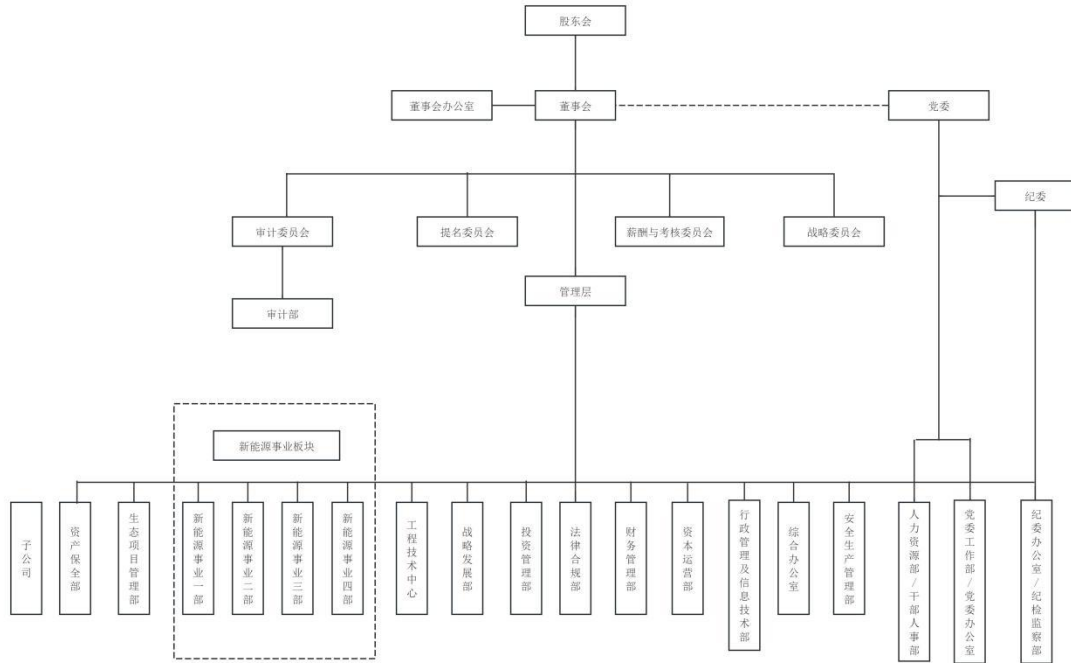 股东会
董事会办公室
董事会
党委
纪委
审计委员会
提名委员会
薪酬与考核委员会
战略委员会
管理层
审计部
新能源事业板块
子公司
资产保全部
生态项目管理部
新能源事业一部
新能源事业二部
新能源事业三部
新能源事业四部
工程技术中心
战略发展部
投资管理部
法律合规部
财务管理部
资本运营部
行政管理及信息技术部
综合办公室
安全生产管理部
人力资源部/干部人事部
党委工作部/党委办公室
纪委办公室/纪检监察部